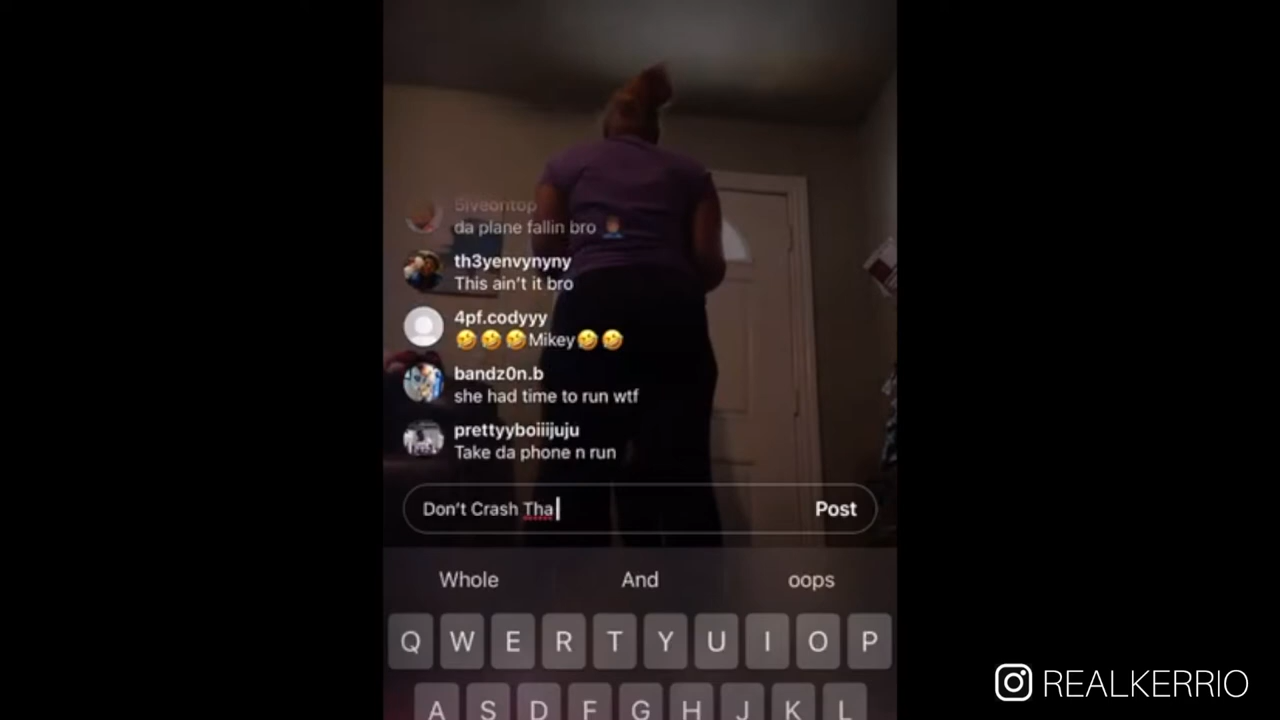 5iveontop
da plane fallin bro
th3yenvynyny
This ain't it bro
4pf.codyyy
🤣🤣🤣Mikey🤣🤣
bandz0n.b
she had time to run wtf
prettyyboiiijuju
Take da phone n run
Don't Crash Tha
Post
Whole And oops
Q W E R T Y U I O P
A S D F G H J K L
REALKERRIO